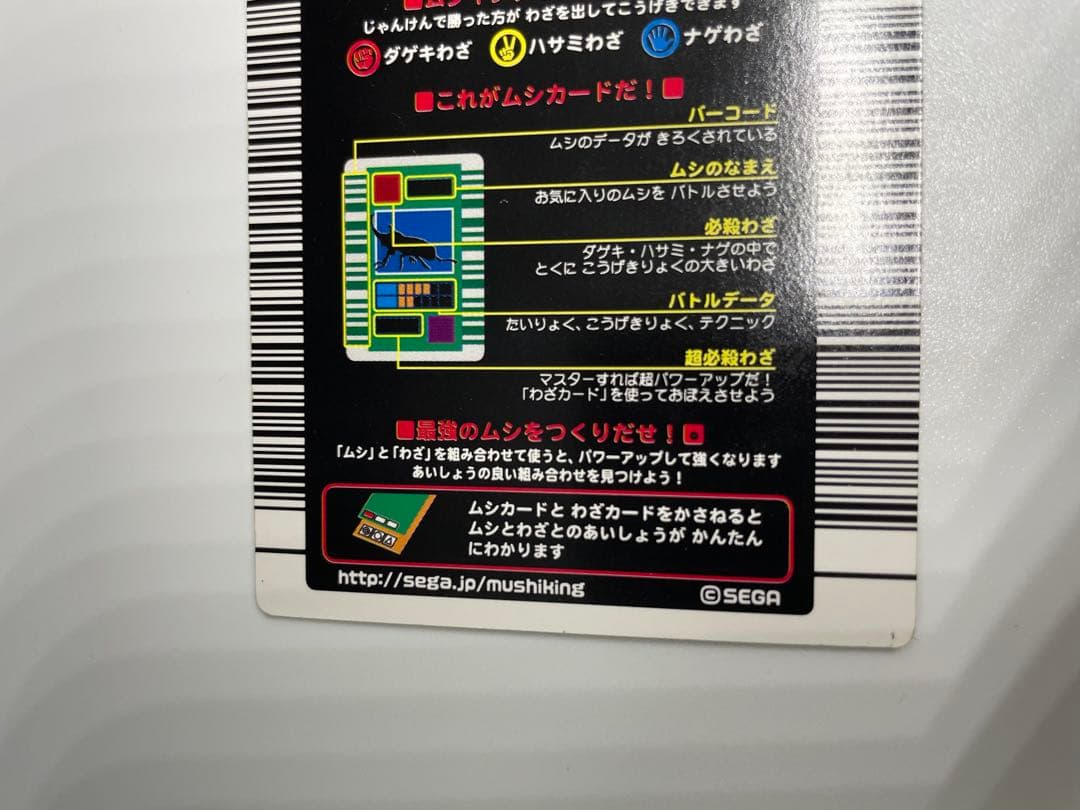 じゃんけんで勝った方が わざを出してこうげきできます
ダゲキわざ ハサミわざ ナゲわざ
■これがムシカードだ！■
バーコード
ムシのデータが きろくされている
ムシのなまえ
お気に入りのムシを バトルさせよう
必殺わざ
ダゲキ・ハサミ・ナゲの中で
とくに こうげきりょくの大きいわざ
バトルデータ
たいりょく、こうげきりょく、テクニック
超必殺わざ
マスターすれば超パワーアップだ！
「わざカード」を使っておぼえさせよう
■最強のムシをつくりだせ！■
「ムシ」と「わざ」を組み合わせて使うと、パワーアップして強くなります
あいしょうの良い組み合わせを見つけよう！
ムシカードと わざカードをかさねると
ムシとわざとのあいしょうが かんたん
にわかります
http://sega.jp/mushiking
©SEGA